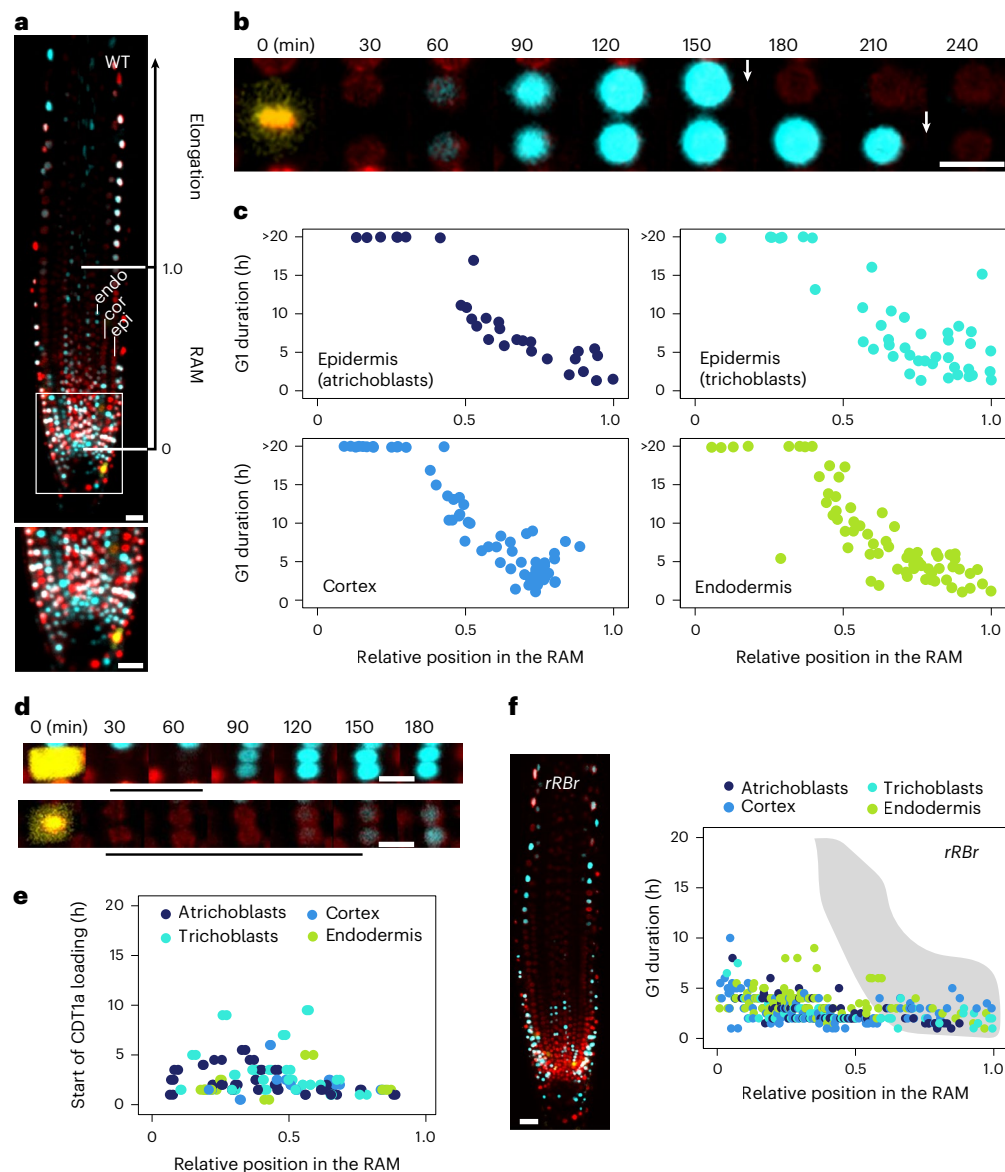 a
WT
Elongation
1.0
endo
cor
epi
RAM
0
b
0 (min) 30 60 90 120 150 180 210 240
c
G1 duration (h)
>20
15
10
5
0
Epidermis
(atrichoblasts)
0 0.5 1.0
>20
15
10
5
0
Epidermis
(trichoblasts)
0 0.5 1.0
G1 duration (h)
>20
15
10
5
0
Cortex
0 0.5 1.0
>20
15
10
5
0
Endodermis
0 0.5 1.0
Relative position in the RAM
Relative position in the RAM
d
0 (min) 30 60 90 120 150 180
e
Start of CDT1a loading (h)
20
15
10
5
0
Atrichoblasts Cortex
Trichoblasts Endodermis
0 0.5 1.0
Relative position in the RAM
f
rRBr
Atrichoblasts Trichoblasts
Cortex Endodermis
G1 duration (h)
20
15
10
5
0
rRBr
0 0.5 1.0
Relative position in the RAM